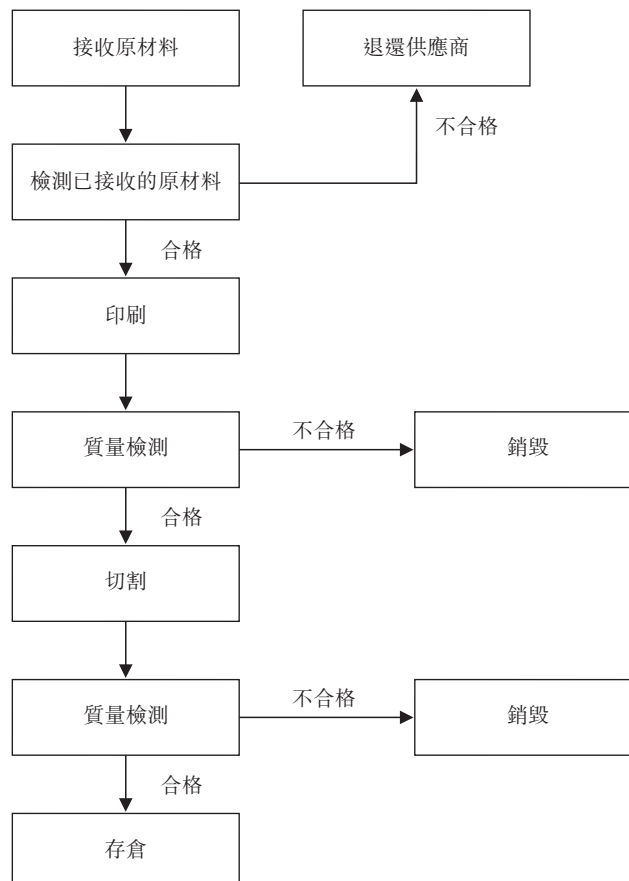 接收原材料
退還供應商
不合格
檢測已接收的原材料
合格
印刷
質量檢測
不合格
銷毀
合格
切割
質量檢測
不合格
銷毀
合格
存倉